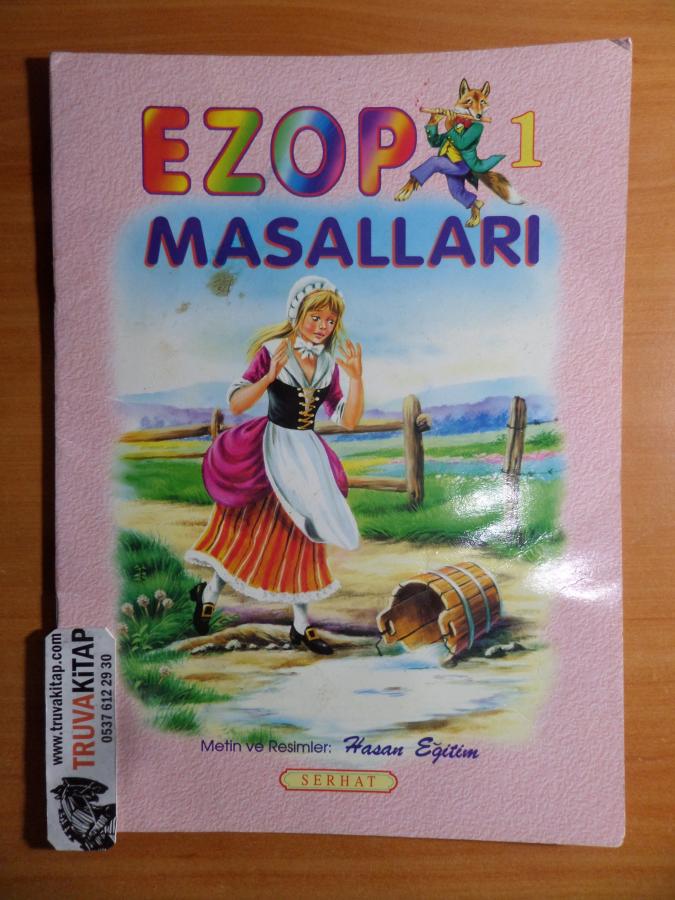 EZOP 1
MASALLARI
Metin ve Resimler: Hasan Eğitim
SERHAT
www.truvakitap.com
TRUVAKİTAP
0537 612 29 30